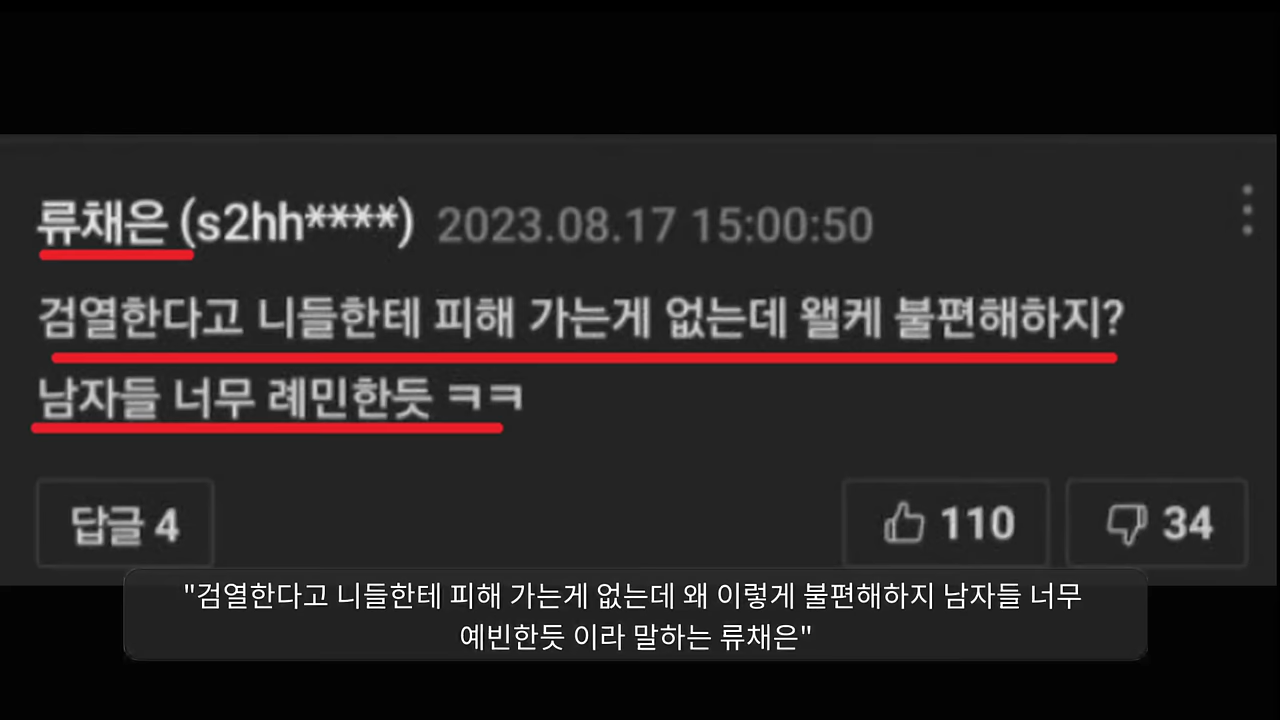 류채은 (s2hh****) 2023.08.17 15:00:50
검열한다고 니들한테 피해 가는게 없는데 왤케 불편해하지?
남자들 너무 례민한듯 ㅋㅋ
답글 4 110 34
"검열한다고 니들한테 피해 가는게 없는데 왜 이렇게 불편해하지 남자들 너무
예빈한듯 이라 말하는 류채은"